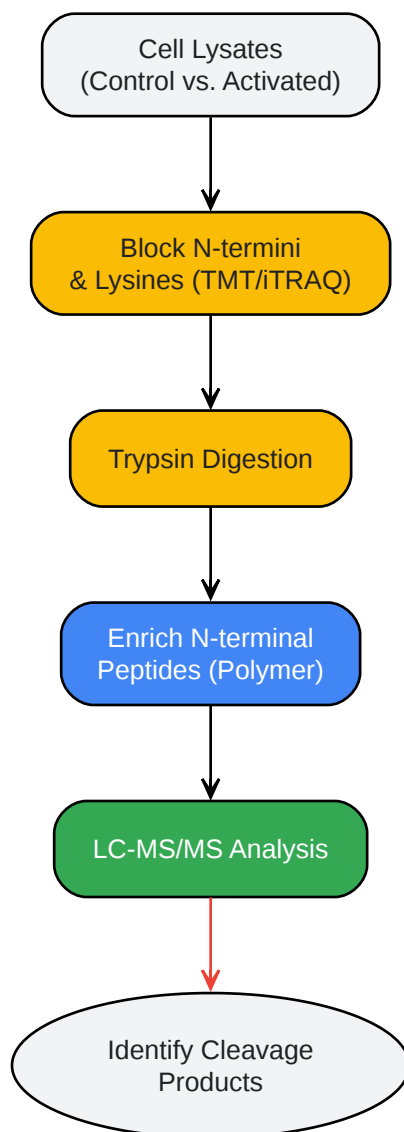 Cell Lysates
(Control vs. Activated)
Block N-termini
& Lysines (TMT/iTRAQ)
Trypsin Digestion
Enrich N-terminal
Peptides (Polymer)
LC-MS/MS Analysis
Identify Cleavage
Products